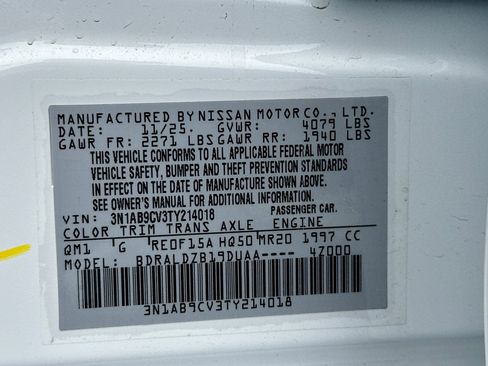 MANUFACTURED BY NISSAN MOTOR CO., LTD.
DATE: 11/25. GVWR: 4079 LBS
GAWR FR: 2271 LBS GAWR RR: 1940 LBS
THIS VEHICLE CONFORMS TO ALL APPLICABLE FEDERAL MOTOR
VEHICLE SAFETY, BUMPER AND THEFT PREVENTION STANDARDS
IN EFFECT ON THE DATE OF MANUFACTURE SHOWN ABOVE.
SEE OWNER'S MANUAL FOR ADDITIONAL INFORMATION.
VIN: 3N1AB9CV3TY214018 PASSENGER CAR.
COLOR TRIM TRANS AXLE ENGINE
QM1 G RE0F15A HQ50 MR20 1997 CC
MODEL: BDRALDZB19DUAA---- 47000
3N1AB9CV3TY214018